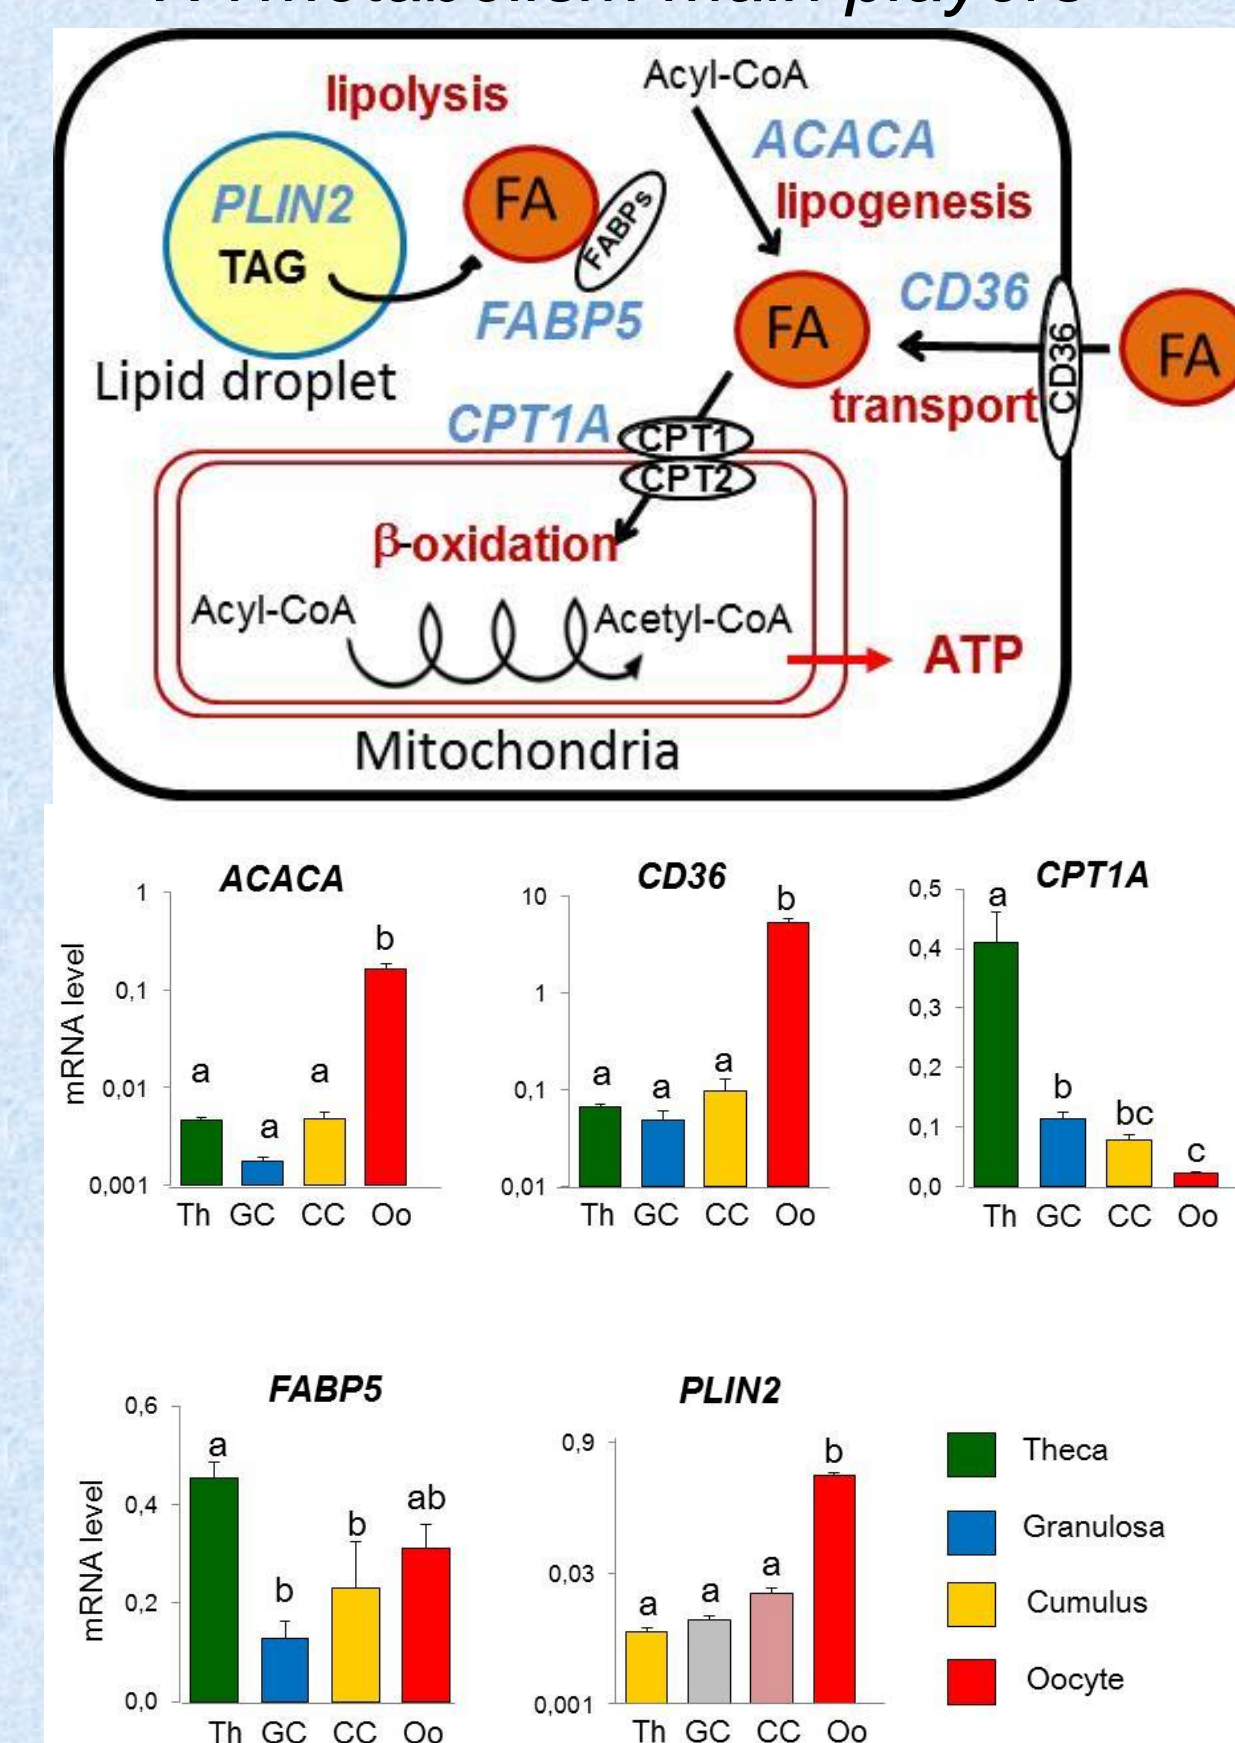 metabolism main players
lipolysis
Acyl-CoA
ACACA
lipogenesis
PLIN2
TAG
FA
FABPs
FABP5
CD36
FA
CD36
FA
transport
Lipid droplet
CPT1A
CPT1
CPT2
β-oxidation
Acyl-CoA
Acetyl-CoA
ATP
Mitochondria
ACACA
mRNA level
1
0,1
0,01
0,001
a
a
a
b
Th GC CC Oo
CD36
10
1
0,1
0,01
a
a
a
b
Th GC CC Oo
CPT1A
0,5
0,4
0,3
0,2
0,1
0,0
a
b
bc
c
Th GC CC Oo
FABP5
mRNA level
0,6
0,4
0,2
0,0
a
b
b
ab
Th GC CC Oo
PLIN2
0,9
0,03
0,001
a
a
a
b
Th GC CC Oo
Theca
Granulosa
Cumulus
Oocyte